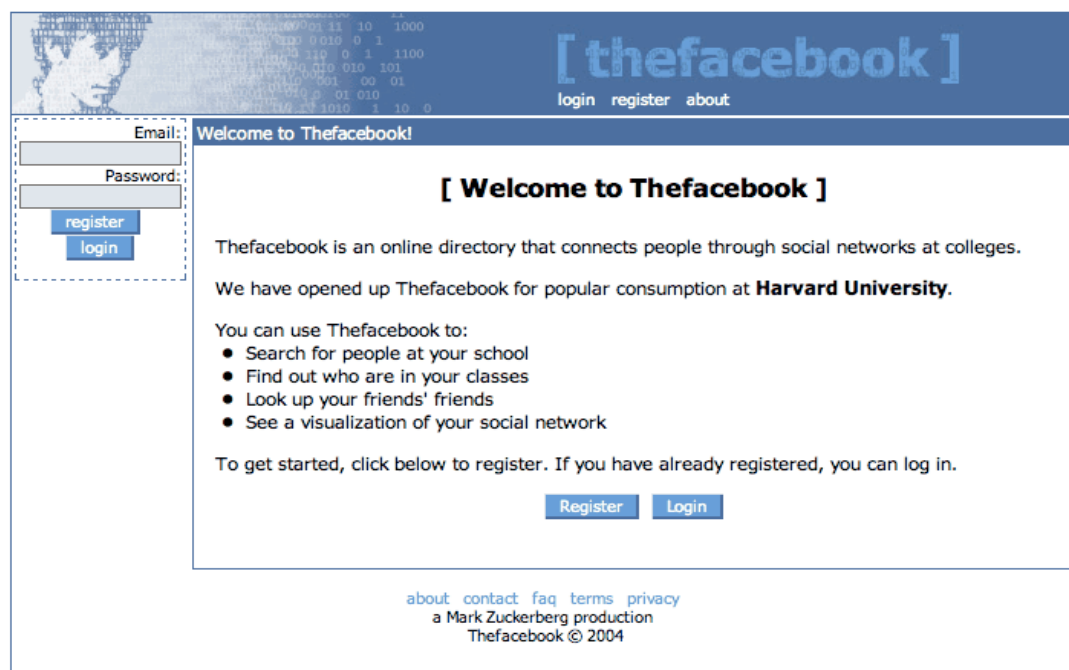 [ thefacebook ]
login register about
Email:
Password:
register
login
Welcome to Thefacebook!
[ Welcome to Thefacebook ]
Thefacebook is an online directory that connects people through social networks at colleges.
We have opened up Thefacebook for popular consumption at Harvard University.
You can use Thefacebook to:
• Search for people at your school
• Find out who are in your classes
• Look up your friends' friends
• See a visualization of your social network
To get started, click below to register. If you have already registered, you can log in.
Register Login
about contact faq terms privacy
a Mark Zuckerberg production
Thefacebook © 2004